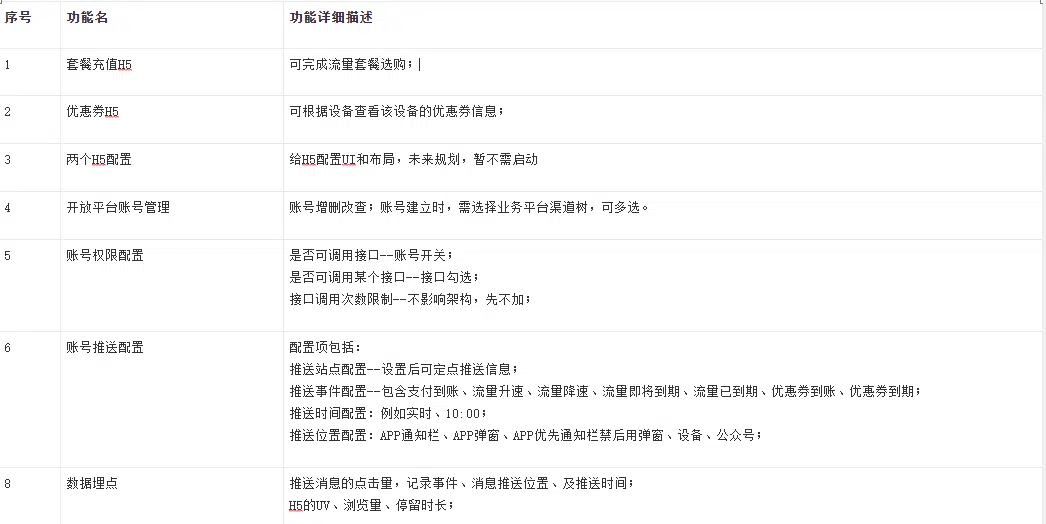 序号 功能名 功能详细描述
1 套餐充值H5 可完成流量套餐选购；
2 优惠券H5 可根据设备查看该设备的优惠券信息；
3 两个H5配置 给H5配置UI和布局，未来规划，暂不需启动
4 开放平台账号管理 账号增删改查；账号建立时，需选择业务平台渠道树，可多选。
5 账号权限配置 是否可调用接口--账号开关；
是否可调用某个接口--接口勾选；
接口调用次数限制--不影响架构，先不加；
6 账号推送配置 配置项包括：
推送站点配置--设置后可定点推送信息；
推送事件配置--包含支付到账、流量升速、流量降速、流量即将到期、流量已到期、优惠券到账、优惠券到期；
推送时间配置：例如实时、10:00；
推送位置配置：APP通知栏、APP弹窗、APP优先通知栏禁后用弹窗、设备、公众号；
8 数据埋点 推送消息的点击量，记录事件、消息推送位置、及推送时间；
H5的UV、浏览量、停留时长；